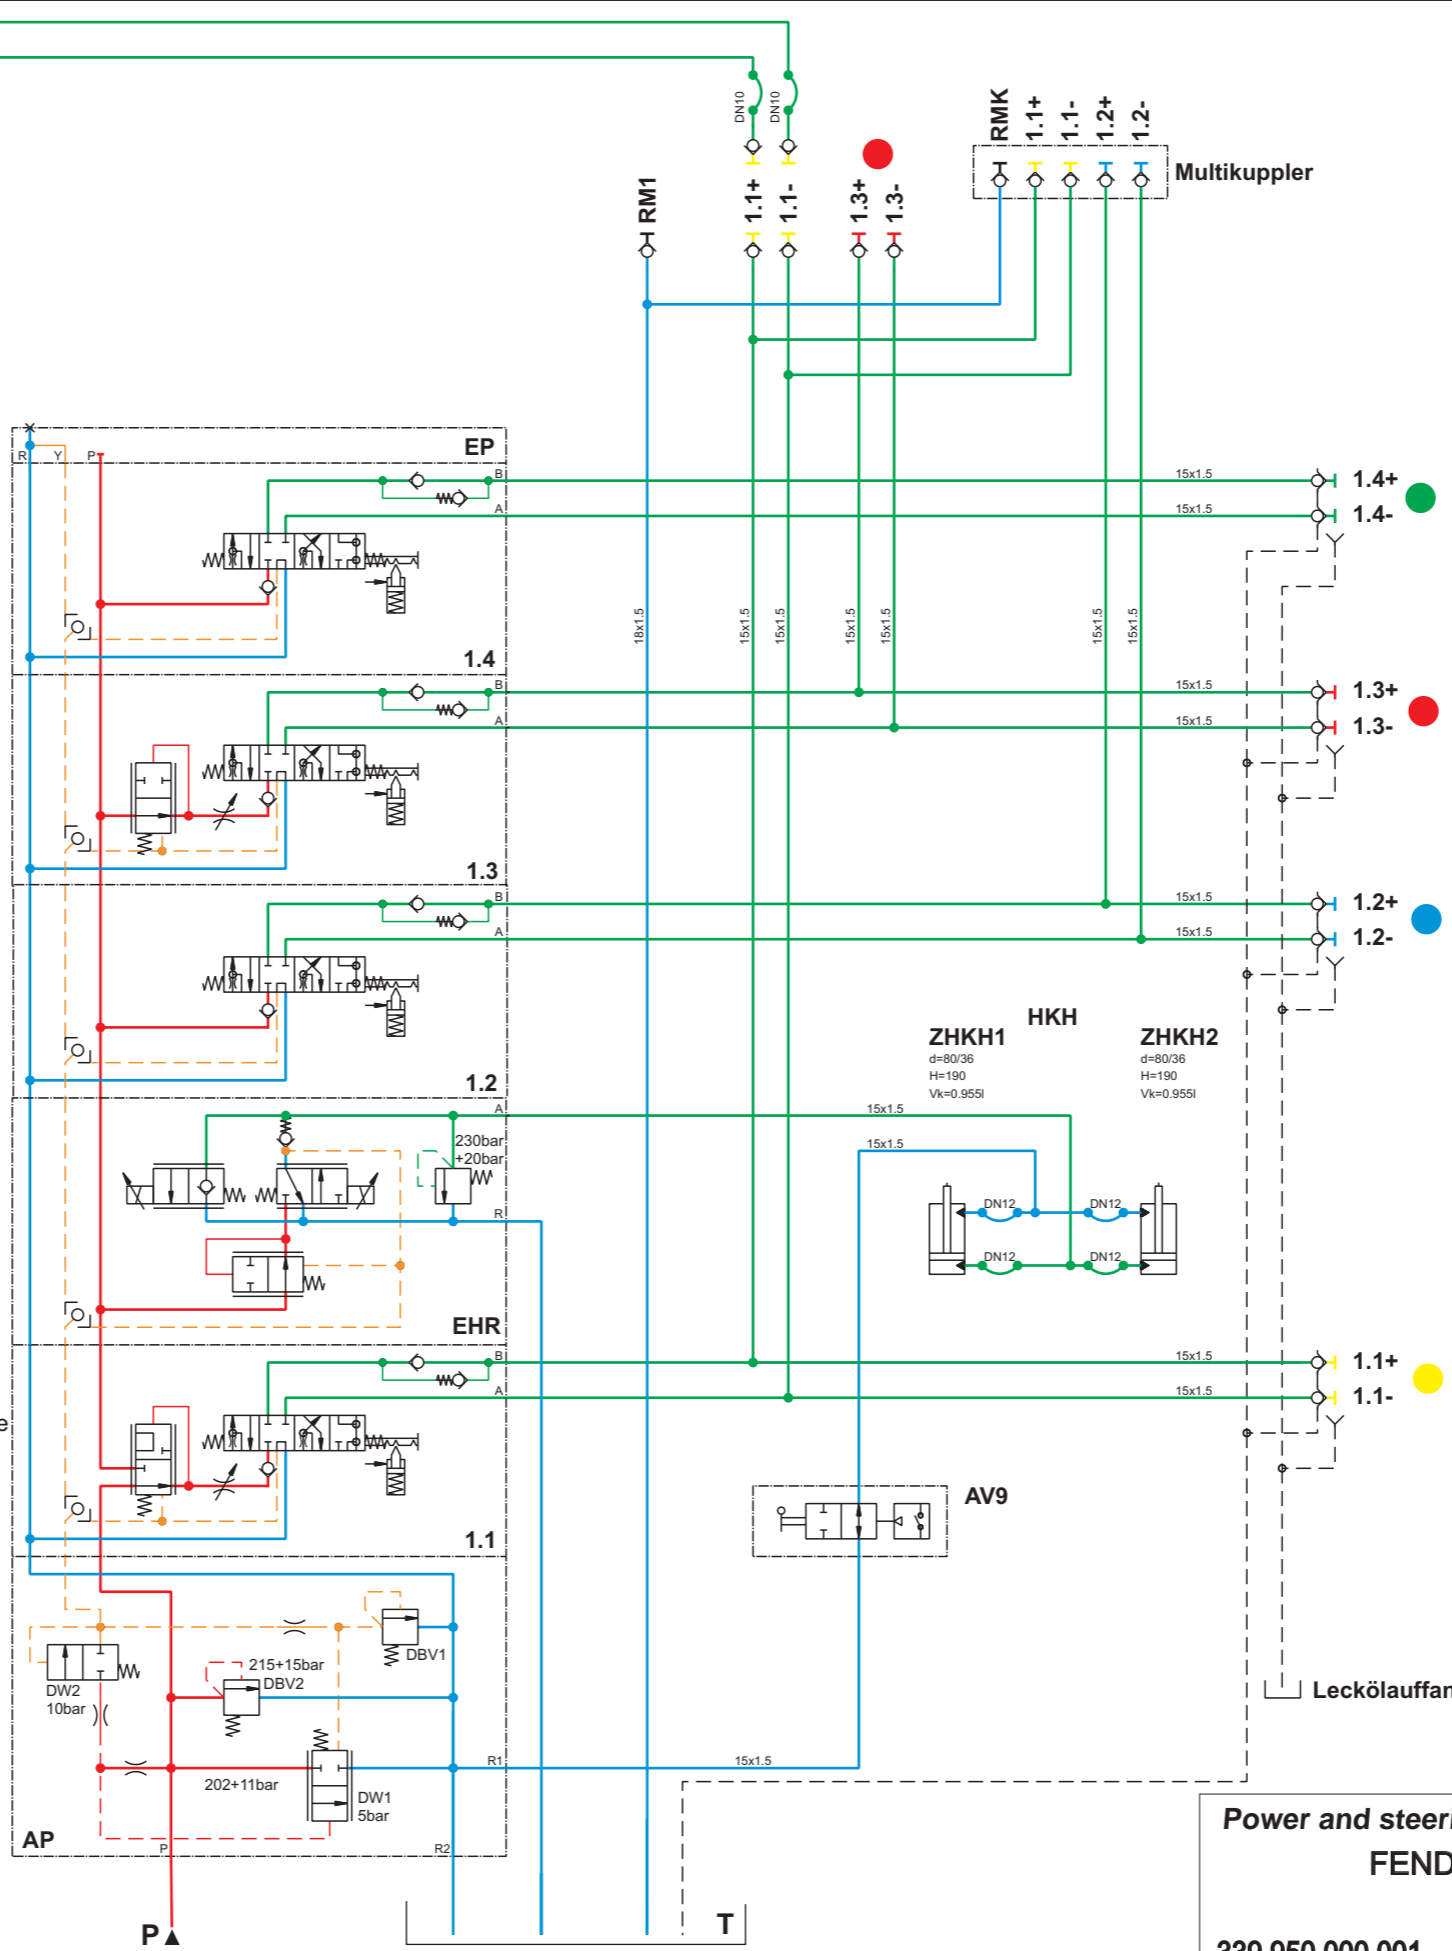 DN10
DN10
RMK
1.1+
1.1-
1.2+
1.2-
Multikuppler
RM1
1.1+
1.1-
1.3+
1.3-
EP
R
Y
P
B
15x1.5
1.4+
A
15x1.5
1.4-
18x1.5
15x1.5
15x1.5
15x1.5
15x1.5
15x1.5
15x1.5
1.4
B
15x1.5
1.3+
A
15x1.5
1.3-
1.3
B
15x1.5
1.2+
A
15x1.5
1.2-
HKH
ZHKH1
d=80/36
H=190
Vk=0.955l
ZHKH2
d=80/36
H=190
Vk=0.955l
1.2
A
15x1.5
230bar
+20bar
15x1.5
R
DN12
DN12
DN12
DN12
EHR
B
15x1.5
1.1+
A
15x1.5
1.1-
e
AV9
1.1
DBV1
215+15bar
DBV2
DW2
10bar
Leckölauffan
R1
15x1.5
202+11bar
DW1
5bar
AP
P
R2
Power and steeri
FEND
P
T
339.950.000.001